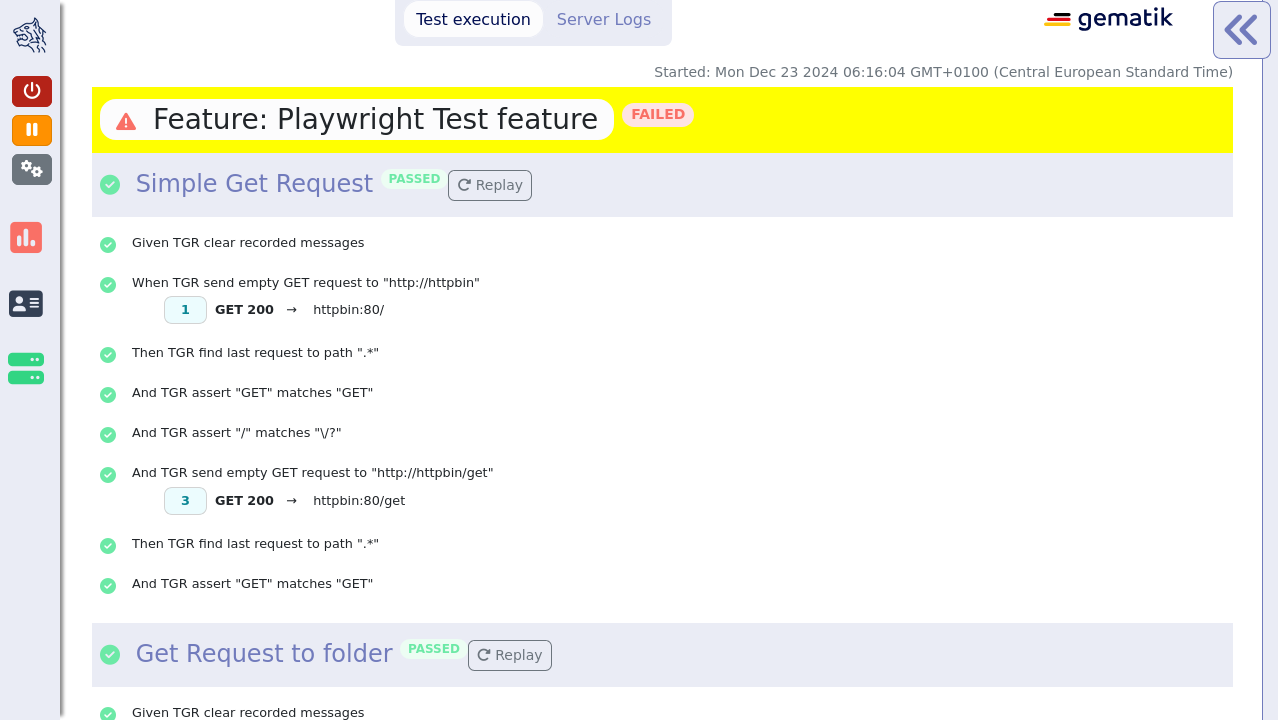 Test execution Server Logs
gematik
Started: Mon Dec 23 2024 06:16:04 GMT+0100 (Central European Standard Time)
Feature: Playwright Test feature FAILED
Simple Get Request PASSED Replay
Given TGR clear recorded messages
When TGR send empty GET request to "http://httpbin"
1 GET 200 → httpbin:80/
Then TGR find last request to path ".*"
And TGR assert "GET" matches "GET"
And TGR assert "/" matches "\/?"
And TGR send empty GET request to "http://httpbin/get"
3 GET 200 → httpbin:80/get
Then TGR find last request to path ".*"
And TGR assert "GET" matches "GET"
Get Request to folder PASSED Replay
Given TGR clear recorded messages